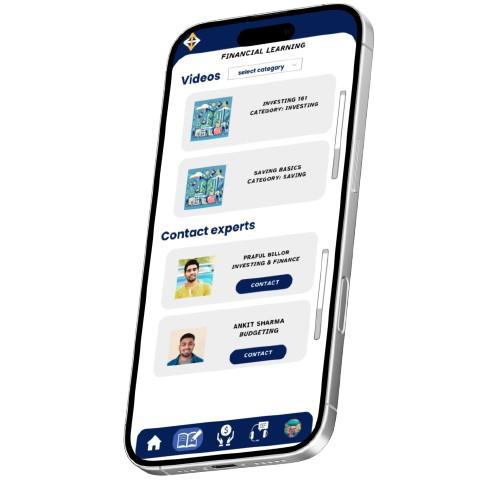 FINANCIAL LEARNING
Videos
select category
INVESTING 101
CATEGORY: INVESTING
SAVING BASICS
CATEGORY: SAVING
Contact experts
PRAFUL BILLOR
INVESTING & FINANCE
CONTACT
ANKIT SHARMA
BUDGETING
CONTACT
$